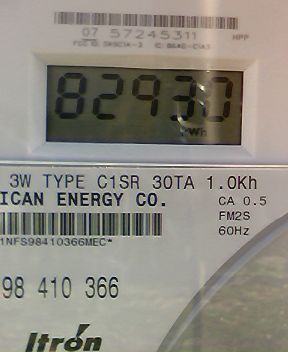 07 57245311 HPP
82930
kWh
3W TYPE C1SR 30TA 1.0Kh
ICAN ENERGY CO. CA 0.5
FM2S
60Hz
1NFS98410366MEC*
98 410 366
Itron